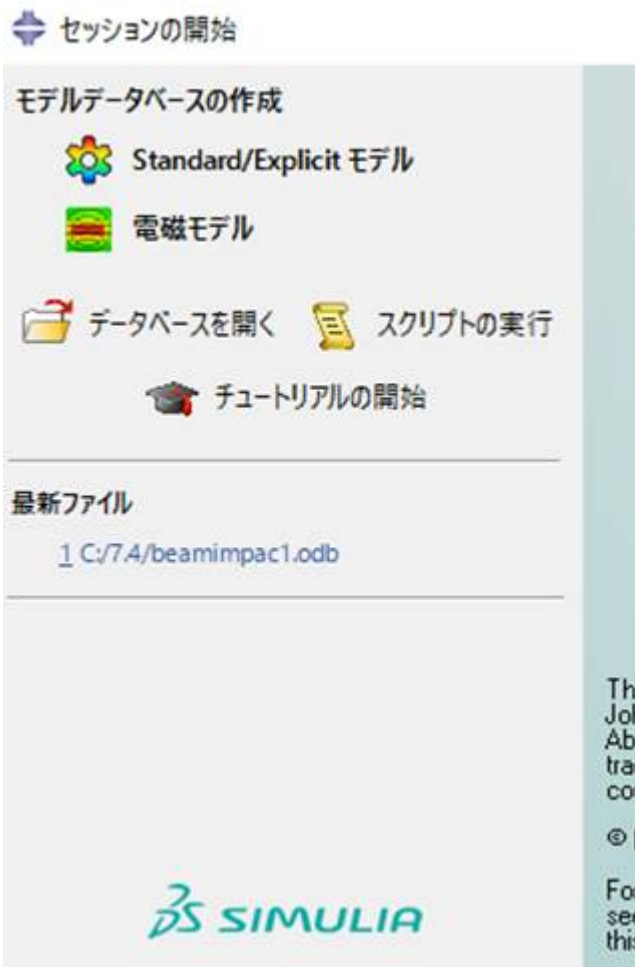 セッションの開始
モデルデータベースの作成
Standard/Explicit モデル
電磁モデル
データベースを開く スクリプトの実行
チュートリアルの開始
最新ファイル
1 C:/7.4/beamimpac1.odb
SIMULIA